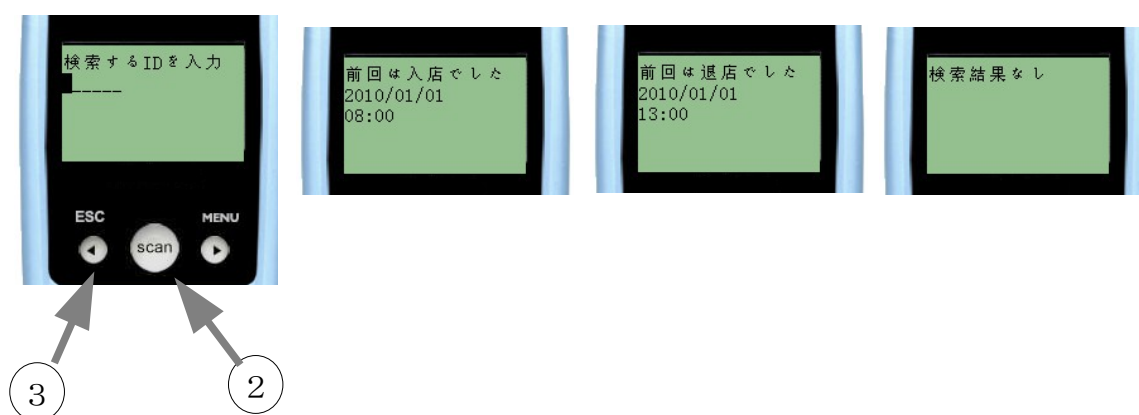 検索するIDを入力
_____
ESC
MENU
scan
3
2
前回は入店でした
2010/01/01
08:00
前回は退店でした
2010/01/01
13:00
検索結果なし